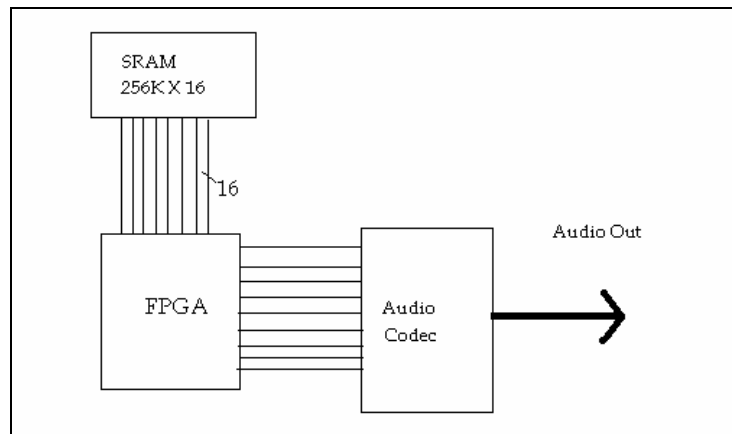 SRAM
256K X 16
16
FPGA
Audio
Codec
Audio Out